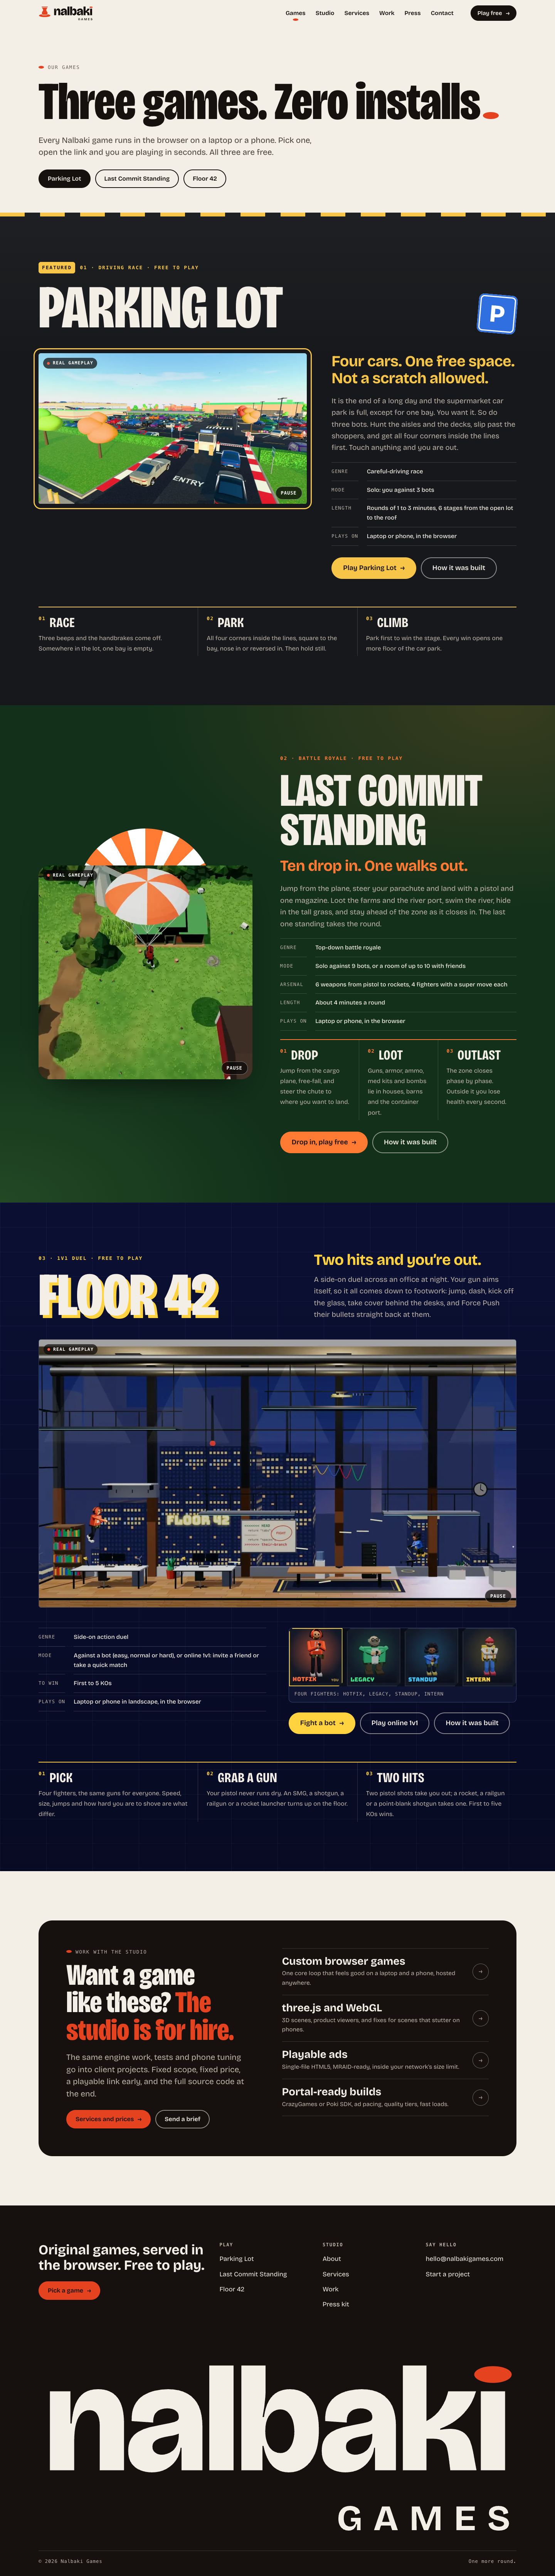 nalbaki
GAMES
Games
Studio
Services
Work
Press
Contact
Play free →
OUR GAMES
Three games. Zero installs
Every Nalbaki game runs in the browser on a laptop or a phone. Pick one,
open the link and you are playing in seconds. All three are free.
Parking Lot
Last Commit Standing
Floor 42
FEATURED 01 · DRIVING RACE · FREE TO PLAY
PARKING LOT
P
REAL GAMEPLAY
ENTRY
PAUSE
Four cars. One free space.
Not a scratch allowed.
It is the end of a long day and the supermarket car
park is full, except for one bay. You want it. So do
three bots. Hunt the aisles and the decks, slip past the
shoppers, and get all four corners inside the lines
first. Touch anything and you are out.
GENRE Careful-driving race
MODE Solo: you against 3 bots
LENGTH Rounds of 1 to 3 minutes, 6 stages from the open lot
to the roof
PLAYS ON Laptop or phone, in the browser
Play Parking Lot →
How it was built
01 RACE
Three beeps and the handbrakes come off.
Somewhere in the lot, one bay is empty.
02 PARK
All four corners inside the lines, square to the
bay, nose in or reversed in. Then hold still.
03 CLIMB
Park first to win the stage. Every win opens one
more floor of the car park.
02 · BATTLE ROYALE · FREE TO PLAY
LAST COMMIT
STANDING
Ten drop in. One walks out.
REAL GAMEPLAY
PAUSE
Jump from the plane, steer your parachute and land with a pistol and
one magazine. Loot the farms and the river port, swim the river, hide
in the tall grass, and stay ahead of the zone as it closes in. The last
one standing takes the round.
GENRE Top-down battle royale
MODE Solo against 9 bots, or a room of up to 10 with friends
ARSENAL 6 weapons from pistol to rockets, 4 fighters with a super move each
LENGTH About 4 minutes a round
PLAYS ON Laptop or phone, in the browser
01 DROP
Jump from the cargo
plane, free-fall, and
steer the chute to
where you want to land.
02 LOOT
Guns, armor, ammo,
med kits and bombs
lie in houses, barns
and the container
port.
03 OUTLAST
The zone closes
phase by phase.
Outside it you lose
health every second.
Drop in, play free →
How it was built
03 · 1V1 DUEL · FREE TO PLAY
FLOOR 42
Two hits and you're out.
A side-on duel across an office at night. Your gun aims
itself, so it all comes down to footwork: jump, dash, kick off
the glass, take cover behind the desks, and Force Push
their bullets straight back at them.
REAL GAMEPLAY
FLOOR 42
PAUSE
GENRE Side-on action duel
MODE Against a bot (easy, normal or hard), or online 1v1: invite a friend or
take a quick match
TO WIN First to 5 KOs
PLAYS ON Laptop or phone in landscape, in the browser
HOTFIX YOU
LEGACY
STANDUP
INTERN
FOUR FIGHTERS: HOTFIX, LEGACY, STANDUP, INTERN
Fight a bot →
Play online 1v1
How it was built
01 PICK
Four fighters, the same guns for everyone. Speed,
size, jumps and how hard you are to shove are what
differ.
02 GRAB A GUN
Your pistol never runs dry. An SMG, a shotgun, a
railgun or a rocket launcher turns up on the floor.
03 TWO HITS
Two pistol shots take you out; a rocket, a railgun
or a point-blank shotgun takes one. First to five
KOs wins.
WORK WITH THE STUDIO
Want a game
like these? The
studio is for hire.
The same engine work, tests and phone tuning
go into client projects. Fixed scope, fixed price,
a playable link early, and the full source code at
the end.
Services and prices →
Send a brief
Custom browser games
One core loop that feels good on a laptop and a phone, hosted
anywhere.
→
three.js and WebGL
3D scenes, product viewers, and fixes for scenes that stutter on
phones.
→
Playable ads
Single-file HTML5, MRAID-ready, inside your network's size limit.
→
Portal-ready builds
CrazyGames or Poki SDK, ad pacing, quality tiers, fast loads.
→
Original games, served in
the browser. Free to play.
Pick a game →
PLAY
Parking Lot
Last Commit Standing
Floor 42
STUDIO
About
Services
Work
Press kit
SAY HELLO
hello@nalbakigames.com
Start a project
nalbaki
GAMES
© 2026 Nalbaki Games
One more round.